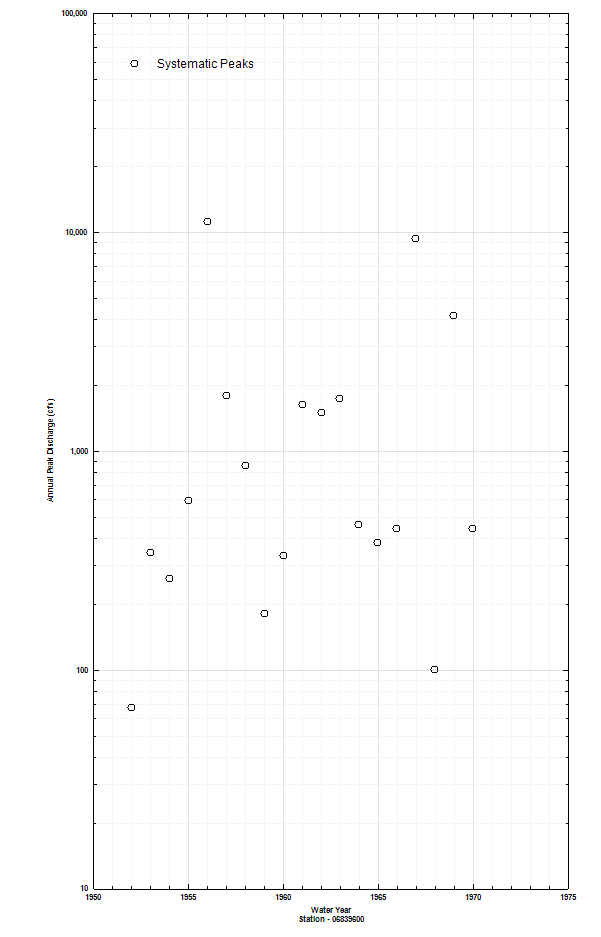 100,000
Systematic Peaks
10,000
Annual Peak Discharge (cfs)
1,000
100
10
1950 1955 1960 1965 1970 1975
Water Year
Station - 06839600